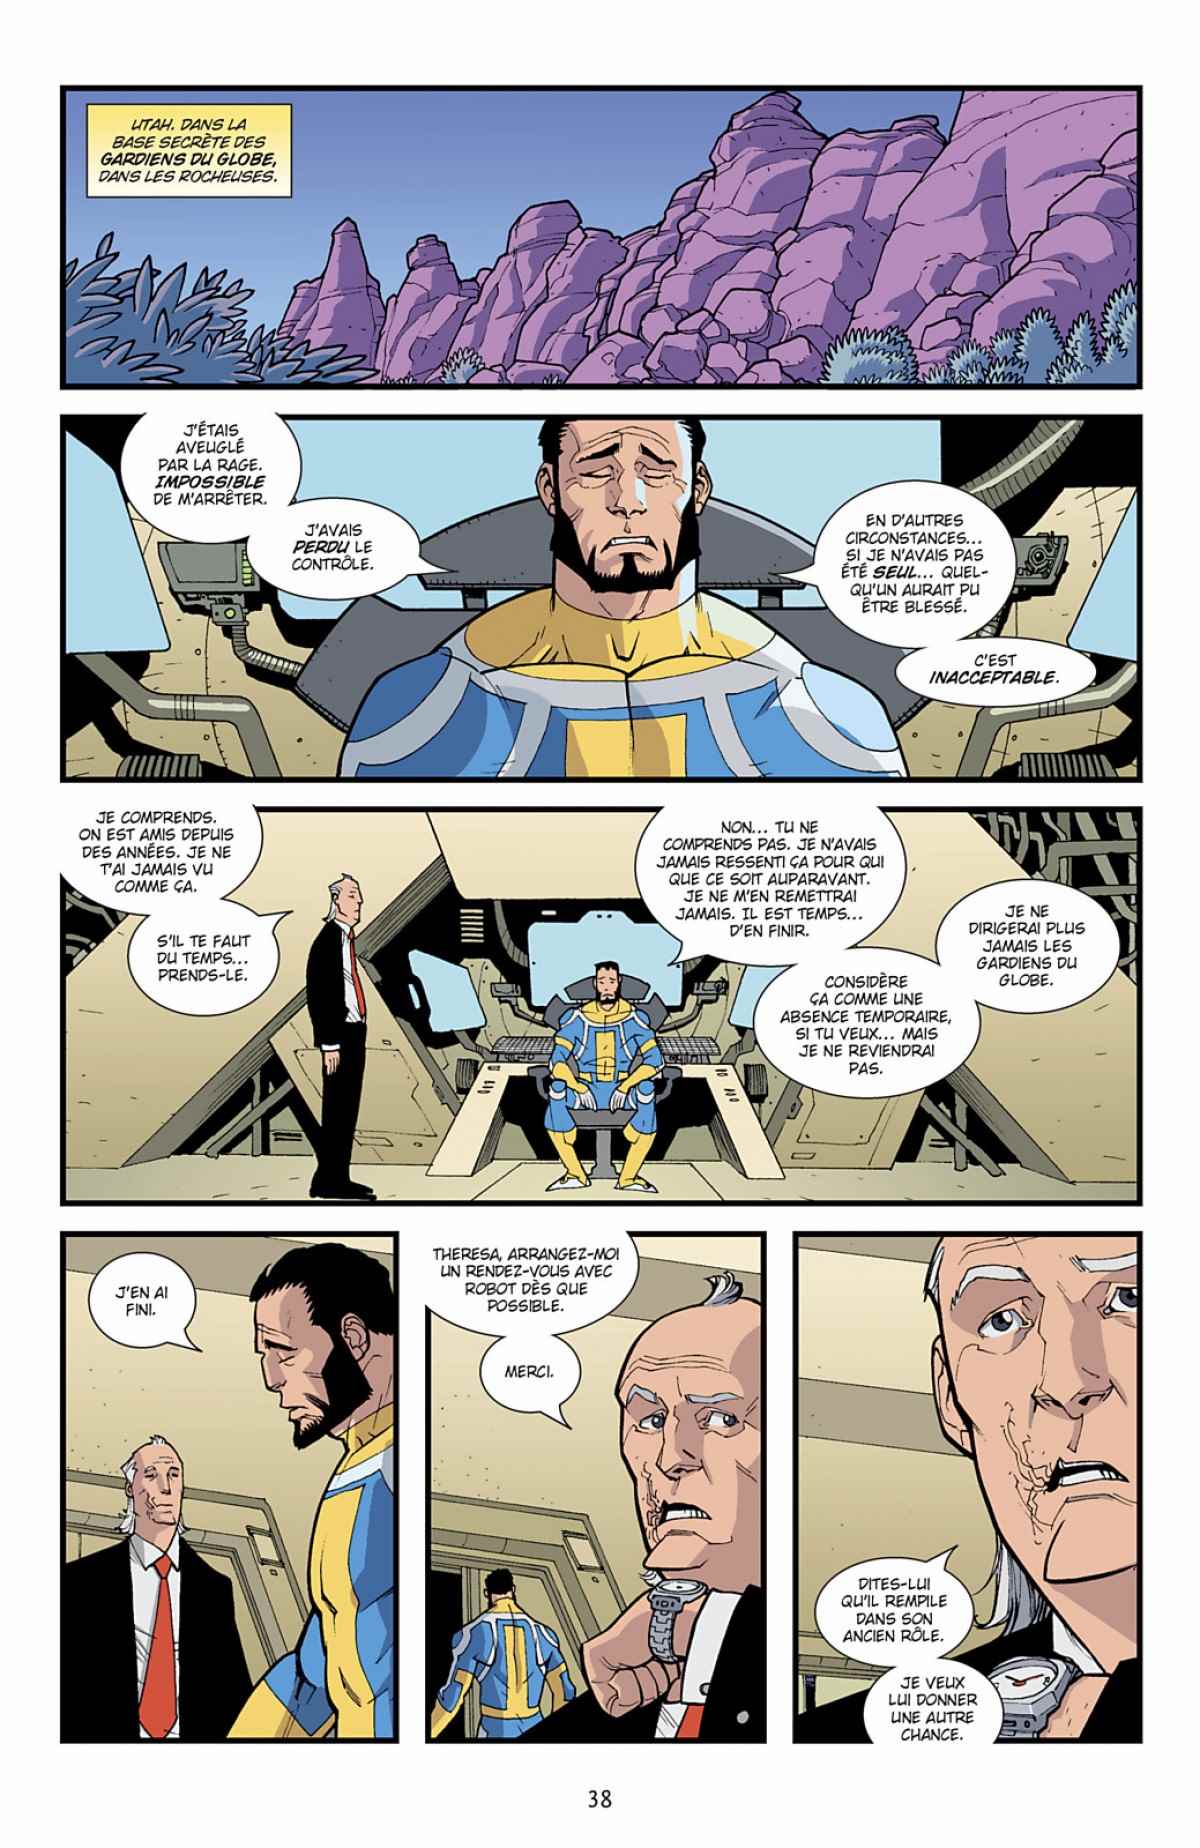 UTAH. DANS LA
BASE SECRÈTE DES
GARDIENS DU GLOBE,
DANS LES ROCHEUSES.
J'ÉTAIS
AVEUGLÉ
PAR LA RAGE.
IMPOSSIBLE
DE M'ARRÊTER.
J'AVAIS
PERDU LE
CONTRÔLE.
EN D'AUTRES
CIRCONSTANCES...
SI JE N'AVAIS PAS
ÉTÉ SEUL... QUEL-
QU'UN AURAIT PU
ÊTRE BLESSÉ.
C'EST
INACCEPTABLE.
JE COMPRENDS.
ON EST AMIS DEPUIS
DES ANNÉES. JE NE
T'AI JAMAIS VU
COMME ÇA.
S'IL TE FAUT
DU TEMPS...
PRENDS-LE.
NON... TU NE
COMPRENDS PAS. JE N'AVAIS
JAMAIS RESSENTI ÇA POUR QUI
QUE CE SOIT AUPARAVANT.
JE NE M'EN REMETTRAI
JAMAIS. IL EST TEMPS...
D'EN FINIR.
CONSIDÈRE
ÇA COMME UNE
ABSENCE TEMPORAIRE,
SI TU VEUX... MAIS
JE NE REVIENDRAI
PAS.
JE NE
DIRIGERAI PLUS
JAMAIS LES
GARDIENS DU
GLOBE.
J'EN AI
FINI.
THERESA, ARRANGEZ-MOI
UN RENDEZ-VOUS AVEC
ROBOT DÈS QUE
POSSIBLE.
MERCI.
DITES-LUI
QU'IL REMPILE
DANS SON
ANCIEN RÔLE.
JE VEUX
LUI DONNER
UNE AUTRE
CHANCE.
38